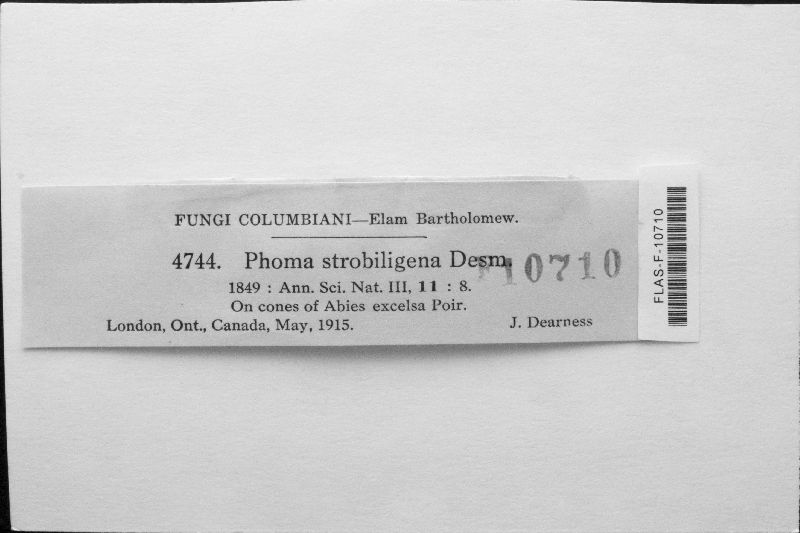 FUNGI COLUMBIANI—Elam Bartholomew.
4744. Phoma strobiligena Desm.
F10710
1849 : Ann. Sci. Nat. III, 11 : 8.
On cones of Abies excelsa Poir.
London, Ont., Canada, May, 1915. J. Dearness
FLAS-F-10710